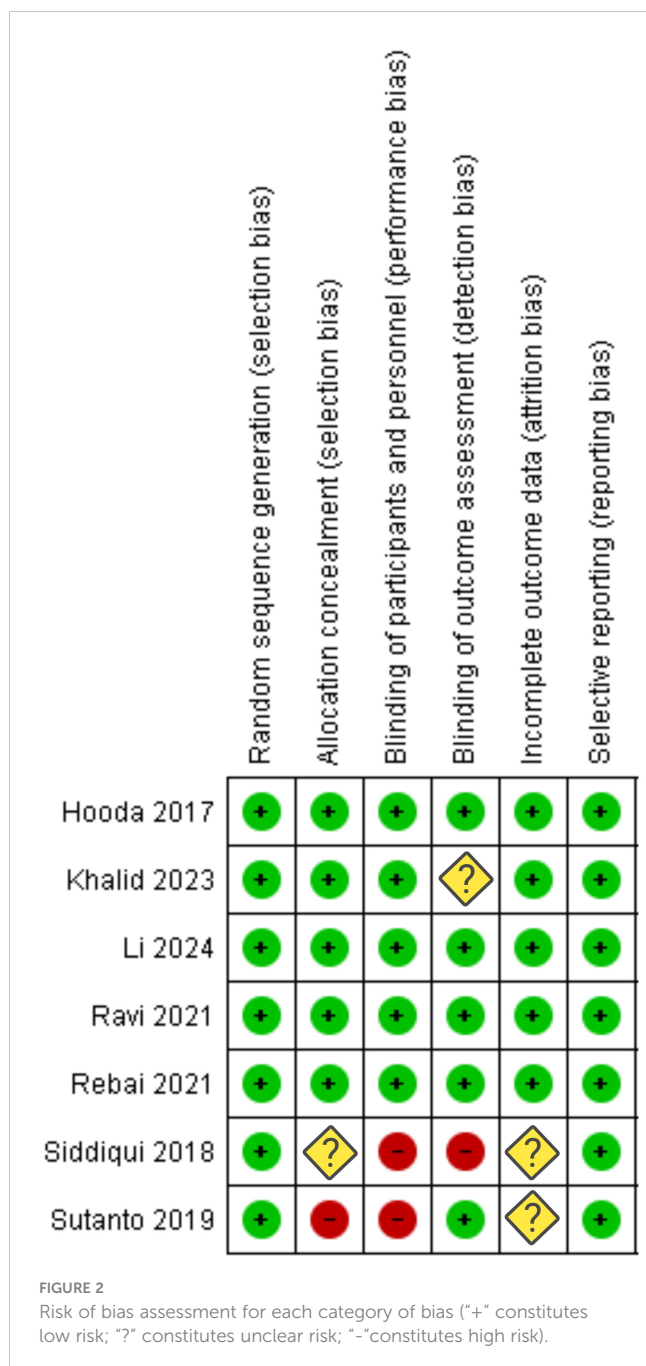 Random sequence generation (selection bias)
Allocation concealment (selection bias)
Blinding of participants and personnel (performance bias)
Blinding of outcome assessment (detection bias)
Incomplete outcome data (attrition bias)
Selective reporting (reporting bias)
Hooda 2017 + + + + + +
Khalid 2023 + + + ? + +
Li 2024 + + + + + +
Ravi 2021 + + + + + +
Rebai 2021 + + + + + +
Siddiqui 2018 + ? - - ? +
Sutanto 2019 + - - + ? +
FIGURE 2
Risk of bias assessment for each category of bias (“+” constitutes
low risk; “?” constitutes unclear risk; “-”constitutes high risk).